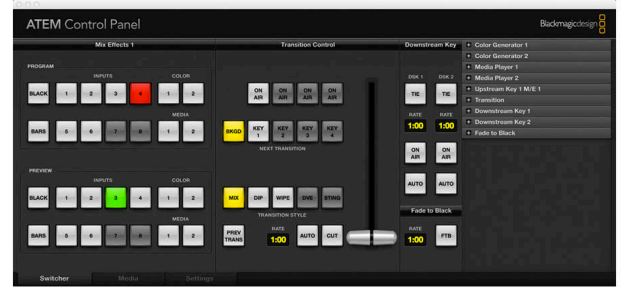 ATEM Control Panel
Blackmagicdesign
Mix Effects 1
Transition Control
Downstream Key
PROGRAM
INPUTS
COLOR
BLACK 1 2 3 4 1 2
MEDIA
BARS 5 6 7 8 1 2
PREVIEW
INPUTS
COLOR
BLACK 1 2 3 4 1 2
MEDIA
BARS 5 6 7 8 1 2
ON AIR ON AIR ON AIR ON AIR
BKGD KEY 1 KEY 2 KEY 3 KEY 4
NEXT TRANSITION
MIX DIP WIPE DVE STING
TRANSITION STYLE
PREV TRANS
RATE
1:00
AUTO CUT
DSK 1 DSK 2
TIE TIE
RATE RATE
1:00 1:00
ON AIR ON AIR
AUTO AUTO
Fade to Black
RATE
1:00
FTB
Color Generator 1
Color Generator 2
Media Player 1
Media Player 2
Upstream Key 1 M/E 1
Transition
Downstream Key 1
Downstream Key 2
Fade to Black
Switcher
Media
Settings